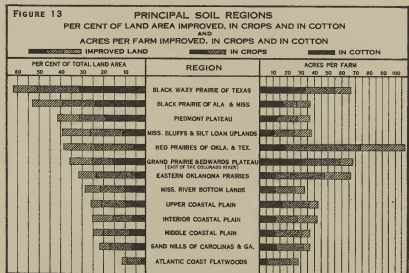 FIGURE 13
PRINCIPAL SOIL REGIONS
PER CENT OF LAND AREA IMPROVED, IN CROPS AND IN COTTON
AND
ACRES PER FARM IMPROVED, IN CROPS AND IN COTTON
IMPROVED LAND IN CROPS IN COTTON
PER CENT OF TOTAL LAND AREA REGION ACRES PER FARM
60 50 40 30 20 10 10 20 30 40 50 60 70 80 90 100
BLACK WAXY PRAIRIE OF TEXAS
BLACK PRAIRIE OF ALA & MISS
PIEDMONT PLATEAU
MISS. BLUFFS & SILT LOAM UPLANDS
RED PRAIRIES OF OKLA. & TEX.
GRAND PRAIRIE & EDWARDS PLATEAU
(EAST OF THE COLORADO RIVER)
EASTERN OKLAHOMA PRAIRIES
MISS. RIVER BOTTOM LANDS
UPPER COASTAL PLAIN
INTERIOR COASTAL PLAIN
MIDDLE COASTAL PLAIN
SAND HILLS OF CAROLINAS & GA.
ATLANTIC COAST FLATWOODS